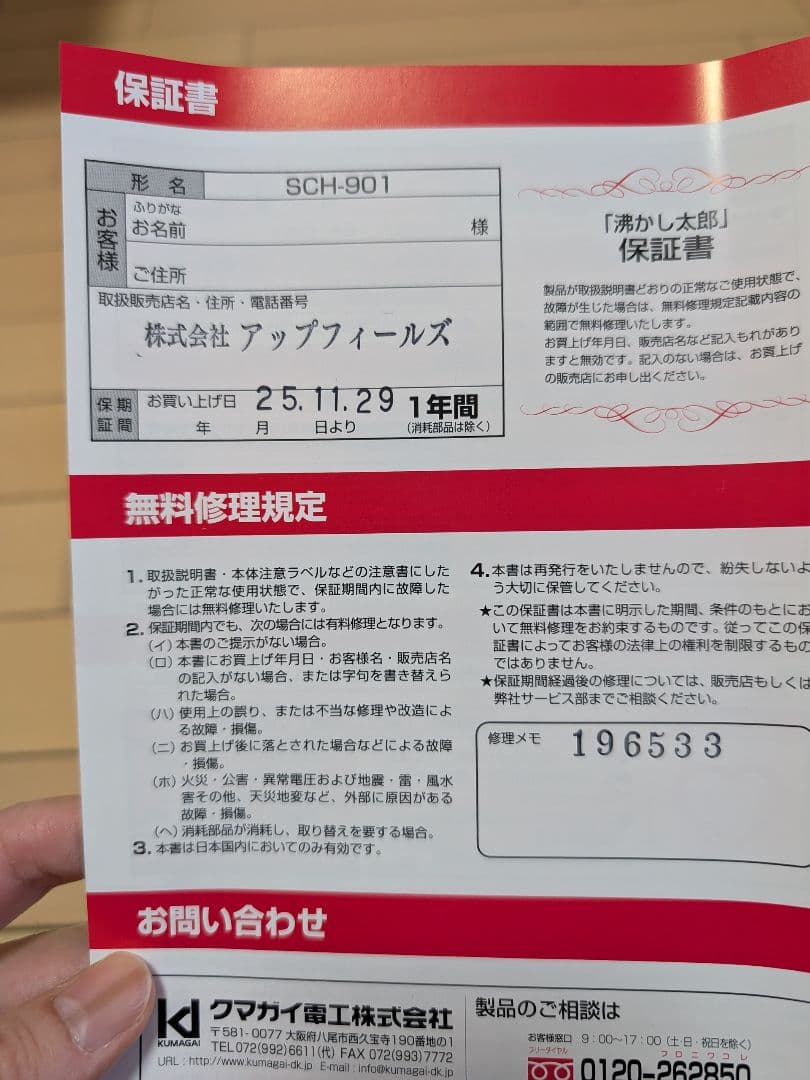 保証書
形名 SCH-901
お客様
ふりがな
お名前 様
ご住所
取扱販売店名・住所・電話番号
株式会社 アップフィールズ
保証期間
お買い上げ日 25.11.29 1年間
年 月 日より (消耗部品は除く)
「沸かし太郎」
保証書
製品が取扱説明書どおりの正常なご使用状態で、
故障が生じた場合は、無料修理規定記載内容の
範囲で無料修理いたします。
お買上げ年月日、販売店名など記入もれがあり
ますと無効です。記入のない場合は、お買上げ
の販売店にお申し出ください。
無料修理規定
1.取扱説明書・本体注意ラベルなどの注意書にした
がった正常な使用状態で、保証期間内に故障した
場合には無料修理いたします。
2.保証期間内でも、次の場合には有料修理となります。
(イ)本書のご提示がない場合。
(ロ)本書にお買上げ年月日・お客様名・販売店名
の記入がない場合、または字句を書き替えら
れた場合。
(ハ)使用上の誤り、または不当な修理や改造によ
る故障・損傷。
(ニ)お買上げ後に落とされた場合などによる故障
・損傷。
(ホ)火災・公害・異常電圧および地震・雷・風水
害その他、天災地変など、外部に原因がある
故障・損傷。
(ヘ)消耗部品が消耗し、取り替えを要する場合。
3.本書は日本国内においてのみ有効です。
4.本書は再発行をいたしませんので、紛失しないよ
う大切に保管してください。
★この保証書は本書に明示した期間、条件のもとにお
いて無料修理をお約束するものです。従ってこの保
証書によってお客様の法律上の権利を制限するもの
ではありません。
★保証期間経過後の修理については、販売店もしくは
弊社サービス部までご相談ください。
修理メモ 196533
お問い合わせ
KUMAGAI
クマガイ電工株式会社
〒581-0077 大阪府八尾市西久宝寺190番地の1
TEL072(992)6611(代) FAX 072(993)7772
URL:http://www.kumagai-dk.jp E-mail:info@kumagai-dk.jp
製品のご相談は
お客様窓口 9:00~17:00(土・日・祝日を除く)
フリーダイヤル フロニワコレ
0120-262850